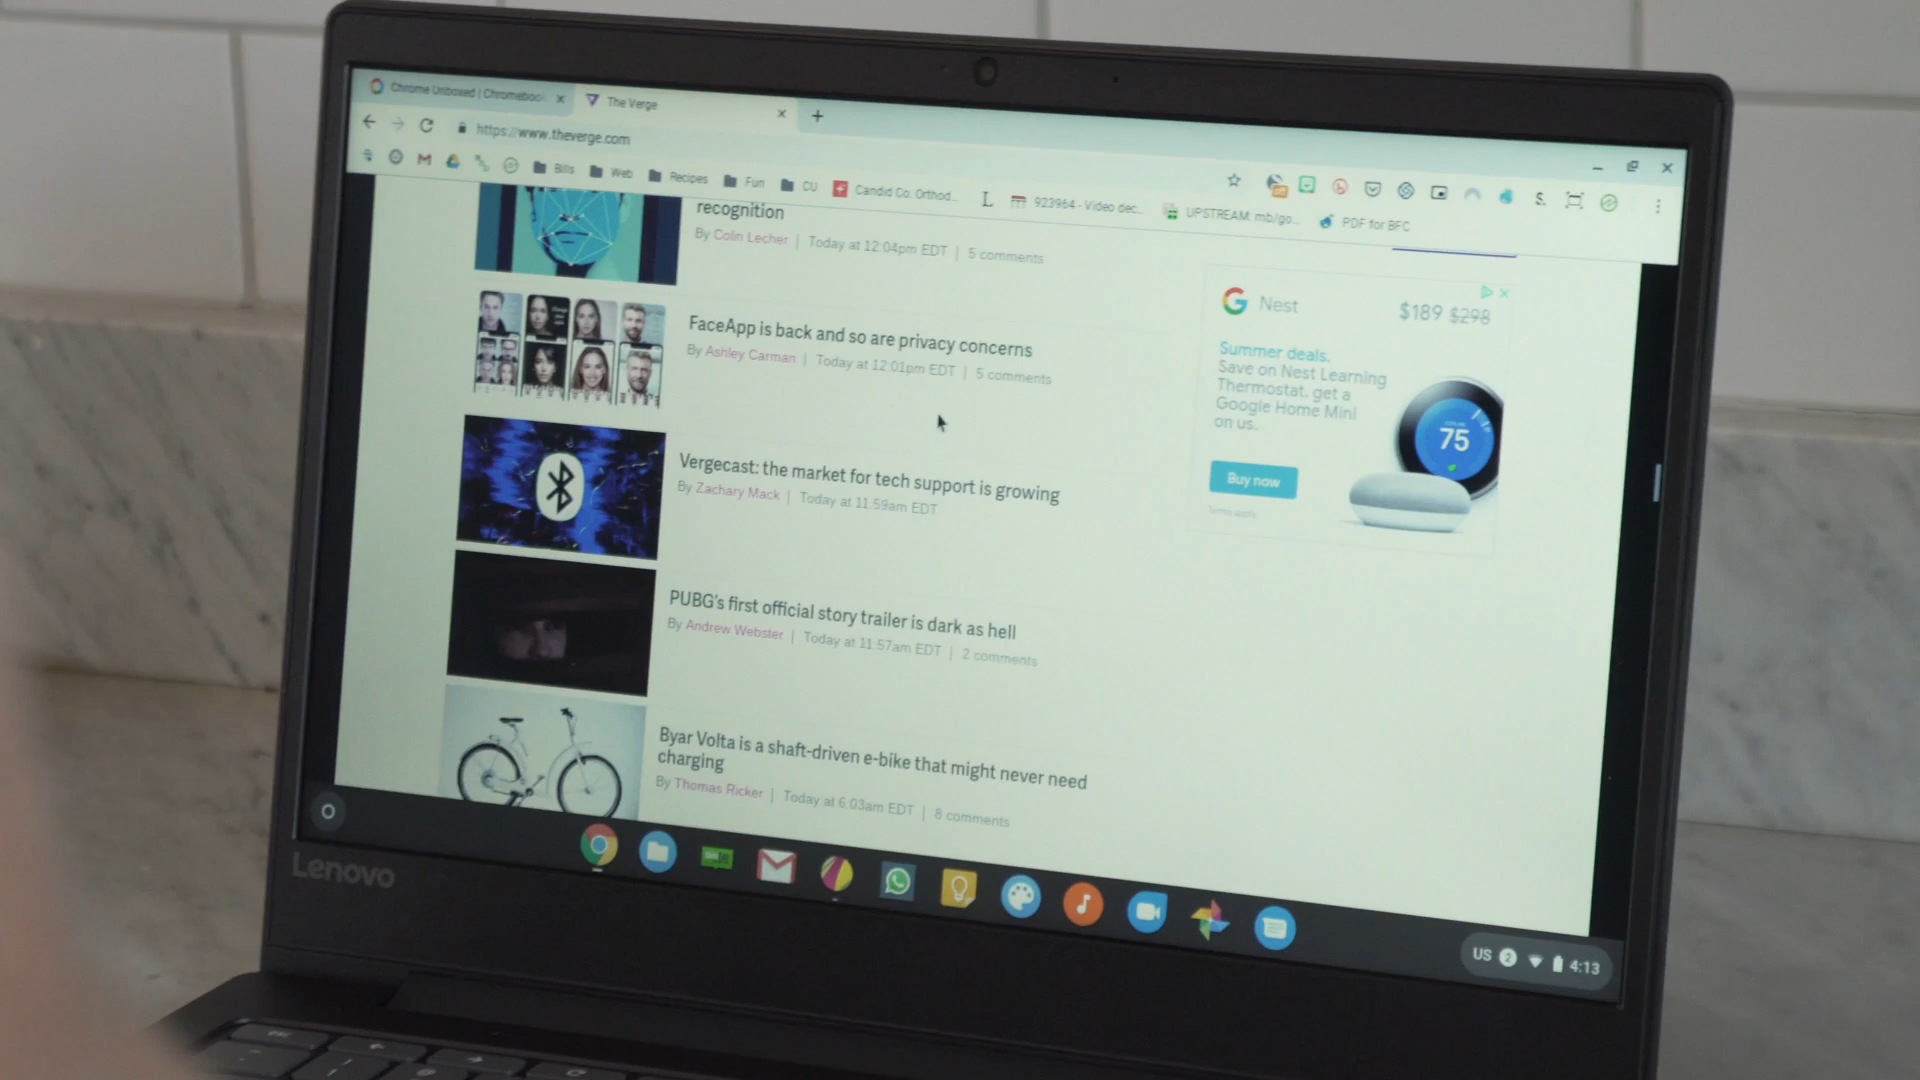 Chrome Unboxed | Chromebook
The Verge
https://www.theverge.com
Bills
Web
Recipes
Fun
CU
Candid Co. Orthod...
L
923964 - Video dec...
UPSTREAM: mb/go...
PDF for BFC
S.
recognition
By Colin Lecher | Today at 12:04pm EDT | 5 comments
FaceApp is back and so are privacy concerns
By Ashley Carman | Today at 12:01pm EDT | 5 comments
Vergecast: the market for tech support is growing
By Zachary Mack | Today at 11:59am EDT
PUBG's first official story trailer is dark as hell
By Andrew Webster | Today at 11:57am EDT | 2 comments
Byar Volta is a shaft-driven e-bike that might never need
charging
By Thomas Ricker | Today at 6:03am EDT | 8 comments
G Nest
$189 $298
Summer deals.
Save on Nest Learning
Thermostat, get a
Google Home Mini
on us.
75
Buy now
Terms apply
US 2 4:13
Lenovo
esc